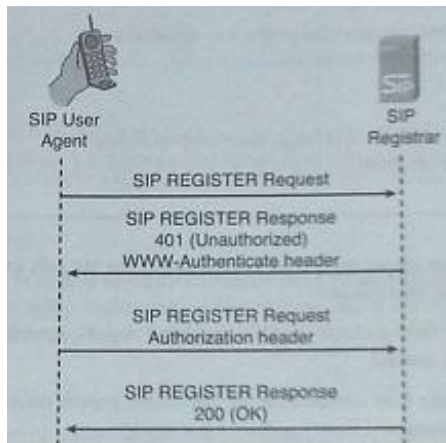 SIP
SIP User
Agent
SIP
Registrar
SIP REGISTER Request
SIP REGISTER Response
401 (Unauthorized)
WWW-Authenticate header
SIP REGISTER Request
Authorization header
SIP REGISTER Response
200 (OK)